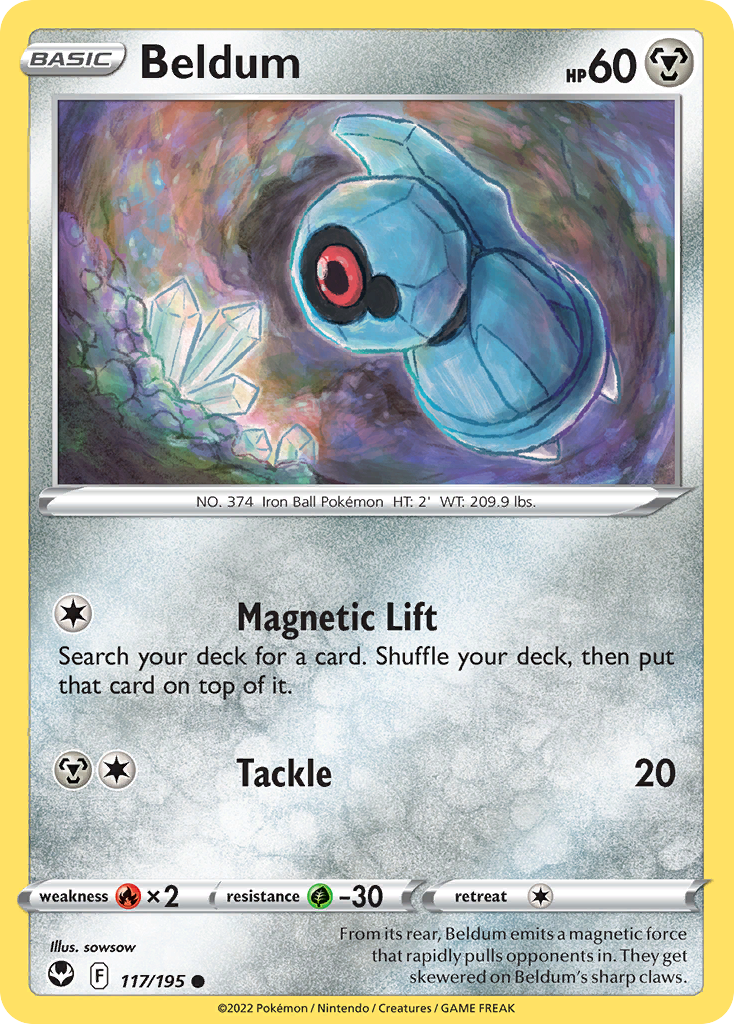 BASIC Beldum HP60
NO. 374 Iron Ball Pokémon HT: 2' WT: 209.9 lbs.
Magnetic Lift
Search your deck for a card. Shuffle your deck, then put
that card on top of it.
Tackle 20
weakness ×2 resistance -30 retreat
Illus. sowsow
From its rear, Beldum emits a magnetic force
that rapidly pulls opponents in. They get
skewered on Beldum's sharp claws.
F 117/195
©2022 Pokémon / Nintendo / Creatures / GAME FREAK